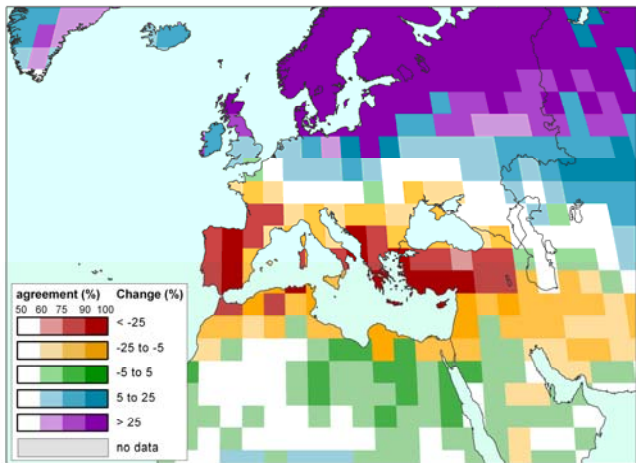 agreement (%) Change (%)
50 60 75 90 100
< -25
-25 to -5
-5 to 5
5 to 25
> 25
no data